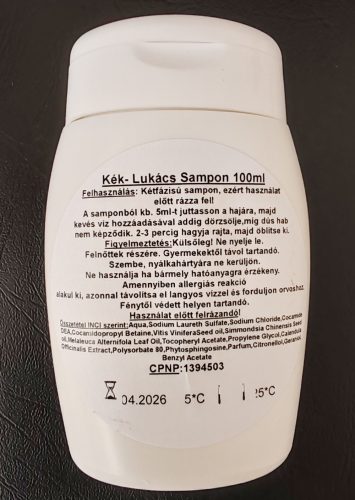 Kék- Lukács Sampon 100ml
Felhasználás: Kétfázisú sampon, ezért használat
előtt rázza fel!
A samponból kb. 5ml-t juttasson a hajára, majd
kevés víz hozzáadásával addig dörzsölje,míg dús hab
nem képződik. 2-3 percig hagyja rajta, majd öblítse ki.
Figyelmeztetés:Külsőleg! Ne nyelje le.
Felnőttek részére. Gyermekektől távol tartandó.
Szembe, nyálkahártyára ne kerüljön.
Ne használja ha bármely hatóanyagra érzékeny.
Amennyiben allergiás reakció
alakul ki, azonnal távolítsa el langyos vízzel és forduljon orvoshoz.
Fénytől védett helyen tartandó.
Használat előtt felrázandó!
Összetétel INCI szerint:Aqua,Sodium Laureth Sulfate,Sodium Chloride,Cocamide
DEA,Cocamidopropyl Betaine,Vitis ViniferaSeed oil,Simmondsia Chinensis Seed
oil,Melaleuca Alternifola Leaf Oil,Tocopheryl Acetate,Propylene Glycol,Calendula
Officinalis Extract,Polysorbate 80,Phytosphingosine,Parfum,Citronellol,Geraniol,
Benzyl Acetate
CPNP:1394503
04.2026 5°C 25°C